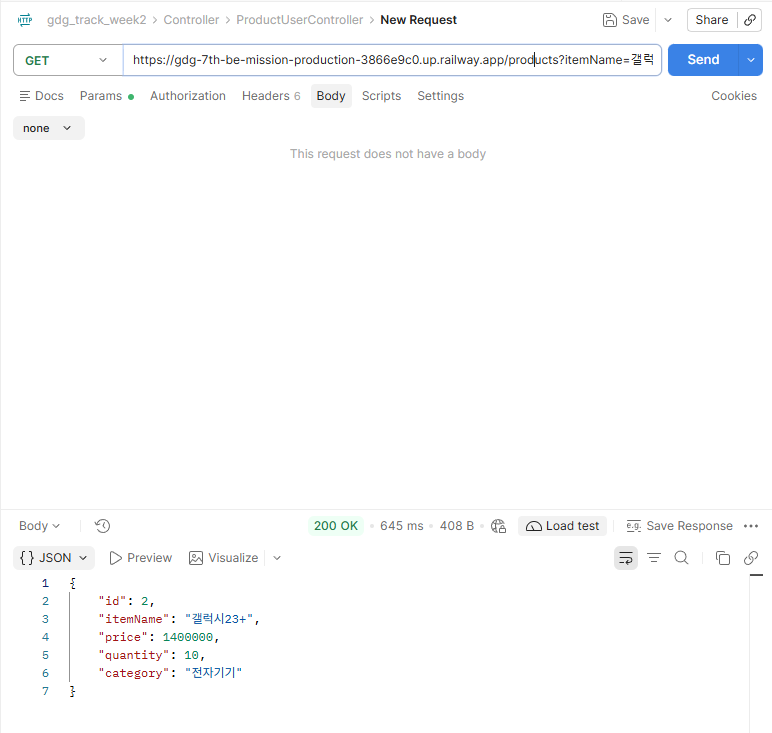 HTTP gdg_track_week2 > Controller > ProductUserController > New Request Save Share
GET https://gdg-7th-be-mission-production-3866e9c0.up.railway.app/products?itemName=갤럭 Send
Docs Params Authorization Headers 6 Body Scripts Settings Cookies
none
This request does not have a body
Body 200 OK • 645 ms • 408 B • Load test e.g. Save Response
{ } JSON Preview Visualize
1 {
2 "id": 2,
3 "itemName": "갤럭시23+",
4 "price": 1400000,
5 "quantity": 10,
6 "category": "전자기기"
7 }